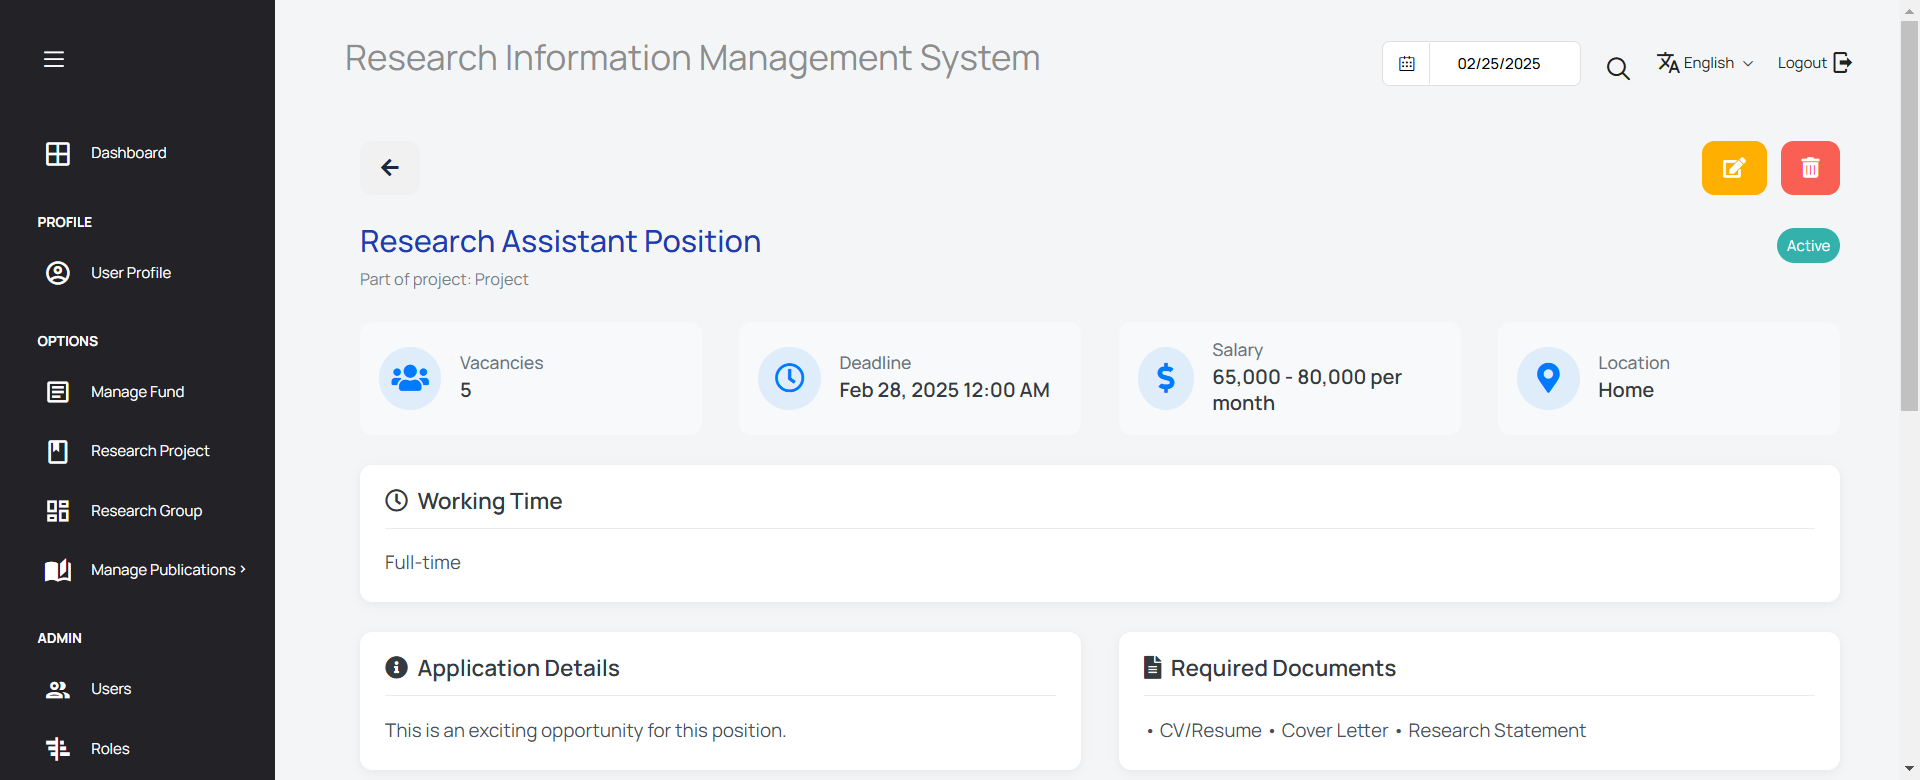 Research Information Management System
02/25/2025
English
Logout
Dashboard
PROFILE
User Profile
OPTIONS
Manage Fund
Research Project
Research Group
Manage Publications
ADMIN
Users
Roles
Research Assistant Position
Active
Part of project: Project
Vacancies
5
Deadline
Feb 28, 2025 12:00 AM
Salary
65,000 - 80,000 per
month
Location
Home
Working Time
Full-time
Application Details
This is an exciting opportunity for this position.
Required Documents
• CV/Resume • Cover Letter • Research Statement